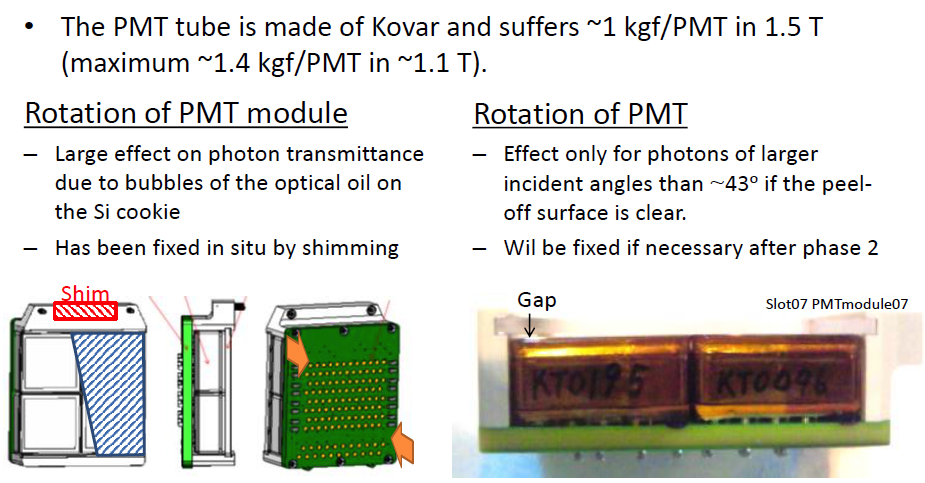 • The PMT tube is made of Kovar and suffers ~1 kgf/PMT in 1.5 T
(maximum ~1.4 kgf/PMT in ~1.1 T).
Rotation of PMT module
– Large effect on photon transmittance
due to bubbles of the optical oil on
the Si cookie
– Has been fixed in situ by shimming
Shim
Rotation of PMT
– Effect only for photons of larger
incident angles than ~43° if the peel-
off surface is clear.
– Wil be fixed if necessary after phase 2
Gap
Slot07 PMTmodule07
KT0195
KT0096